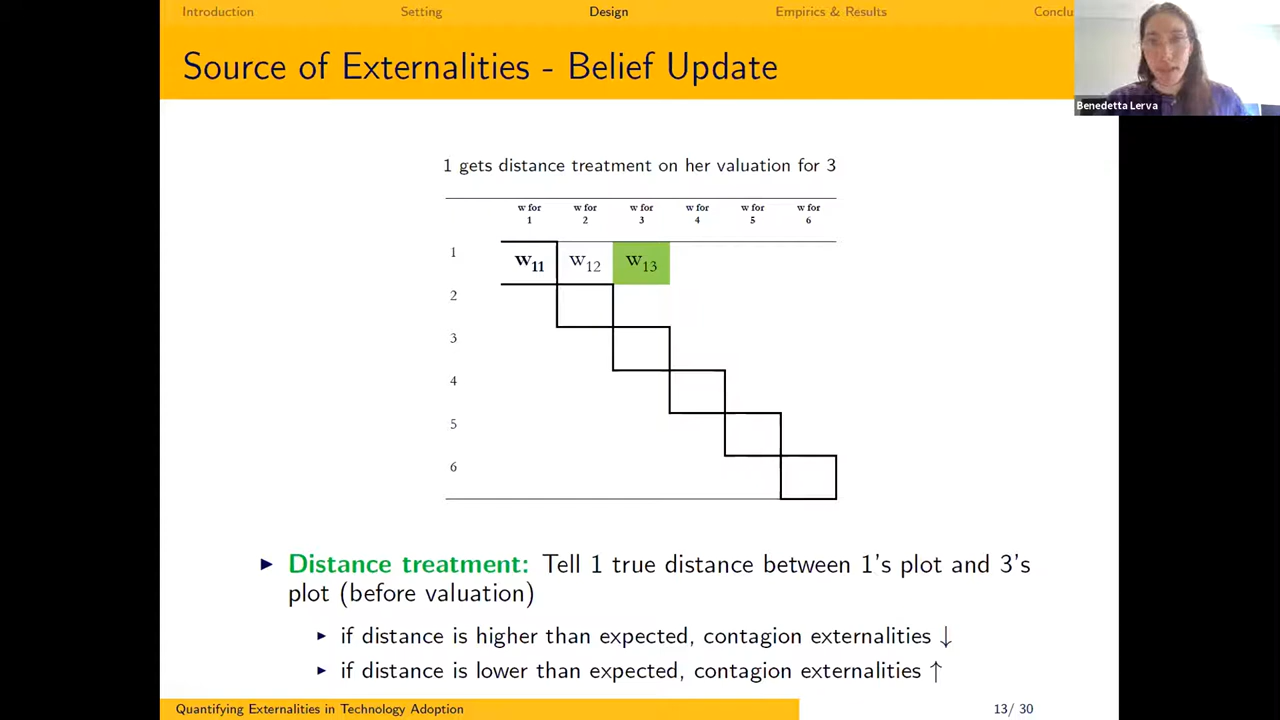 Introduction Setting Design Empirics & Results Conclu
Source of Externalities - Belief Update
Benedetta Lerva
1 gets distance treatment on her valuation for 3
w for 1 w for 2 w for 3 w for 4 w for 5 w for 6
1 w11 w12 w13
2
3
4
5
6
▶ Distance treatment: Tell 1 true distance between 1's plot and 3's
plot (before valuation)
▶ if distance is higher than expected, contagion externalities ↓
▶ if distance is lower than expected, contagion externalities ↑
Quantifying Externalities in Technology Adoption 13/ 30